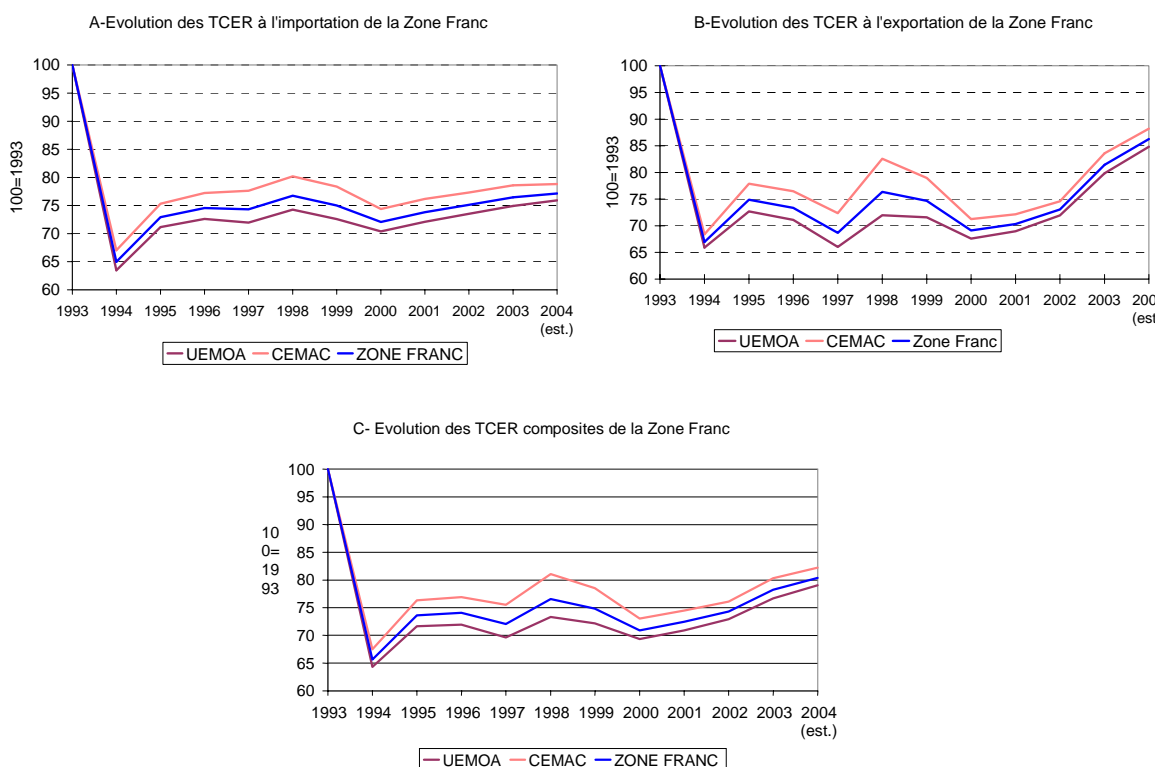 A-Evolution des TCER à l'importation de la Zone Franc
100=1993
100
95
90
85
80
75
70
65
60
1993 1994 1995 1996 1997 1998 1999 2000 2001 2002 2003 2004
(est.)
UEMOA CEMAC ZONE FRANC
B-Evolution des TCER à l'exportation de la Zone Franc
100=1993
100
95
90
85
80
75
70
65
60
1993 1994 1995 1996 1997 1998 1999 2000 2001 2002 2003 200
(est
UEMOA CEMAC Zone Franc
C- Evolution des TCER composites de la Zone Franc
10
0=
19
93
100
95
90
85
80
75
70
65
60
1993 1994 1995 1996 1997 1998 1999 2000 2001 2002 2003 2004
(est.)
UEMOA CEMAC ZONE FRANC